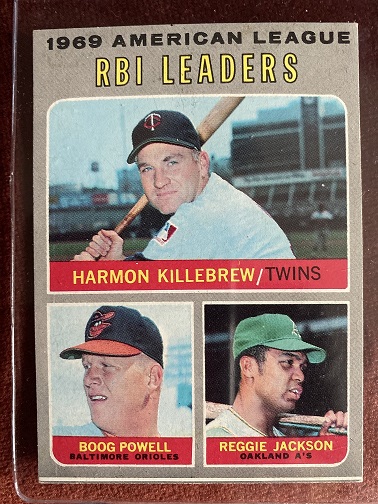 1969 AMERICAN LEAGUE
RBI LEADERS
HARMON KILLEBREW/TWINS
BOOG POWELL
BALTIMORE ORIOLES
REGGIE JACKSON
OAKLAND A'S